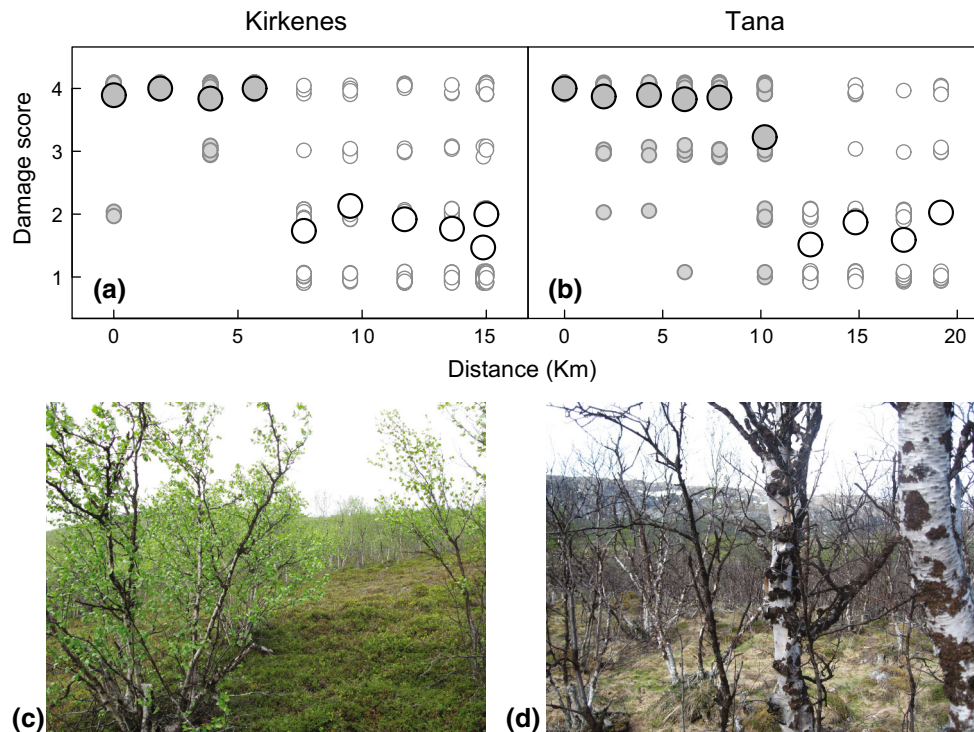 Kirkenes Tana
Damage score
4
3
2
1
(a) (b)
0 5 10 15 0 5 10 15 20
Distance (Km)
(c) (d)